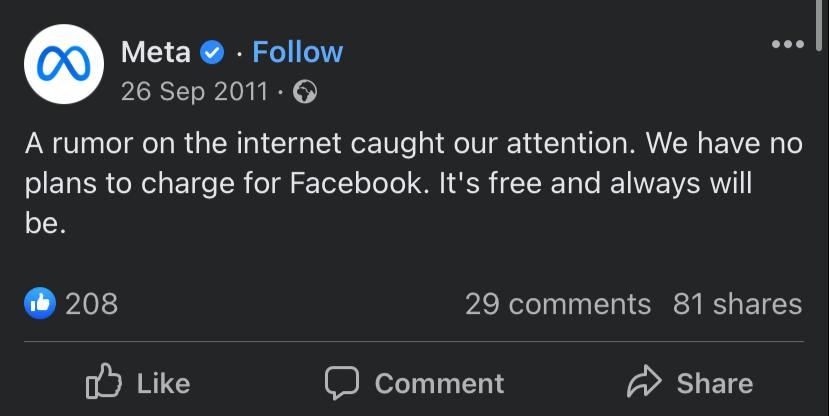 Meta · Follow
26 Sep 2011 ·
A rumor on the internet caught our attention. We have no
plans to charge for Facebook. It's free and always will
be.
208 29 comments 81 shares
Like Comment Share